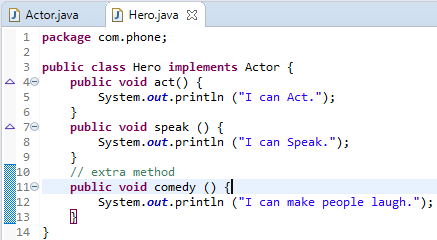 Actor.java Hero.java
1 package com.phone;
2
3 public class Hero implements Actor {
4 public void act() {
5 System.out.println ("I can Act.");
6 }
7 public void speak () {
8 System.out.println ("I can Speak.");
9 }
10 // extra method
11 public void comedy () {
12 System.out.println ("I can make people laugh.");
13 }
14 }